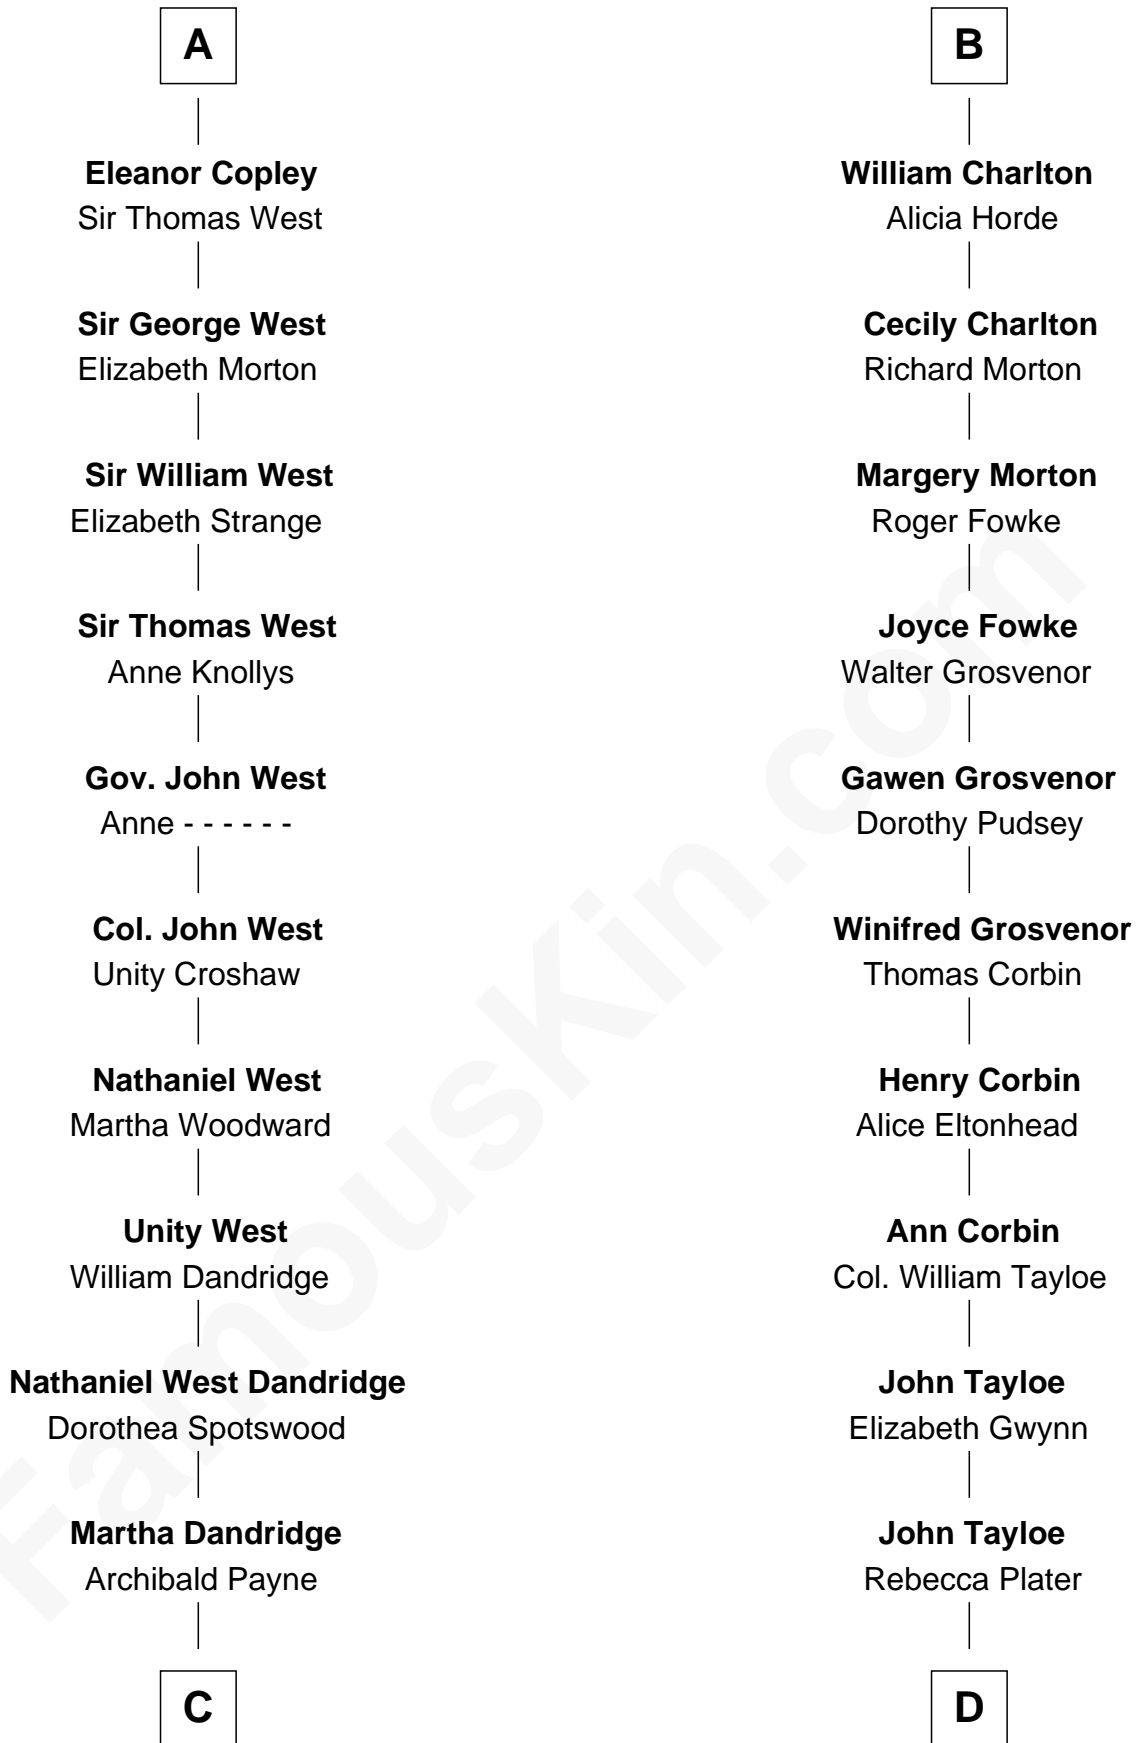 A
Eleanor Copley
Sir Thomas West
Sir George West
Elizabeth Morton
Sir William West
Elizabeth Strange
Sir Thomas West
Anne Knollys
Gov. John West
Anne - - - - - -
Col. John West
Unity Croshaw
Nathaniel West
Martha Woodward
Unity West
William Dandridge
Nathaniel West Dandridge
Dorothea Spotswood
Martha Dandridge
Archibald Payne
C
B
William Charlton
Alicia Horde
Cecily Charlton
Richard Morton
Margery Morton
Roger Fowke
Joyce Fowke
Walter Grosvenor
Gawen Grosvenor
Dorothy Pudsey
Winifred Grosvenor
Thomas Corbin
Henry Corbin
Alice Eltonhead
Ann Corbin
Col. William Tayloe
John Tayloe
Elizabeth Gwynn
John Tayloe
Rebecca Plater
D
FamousKin.com